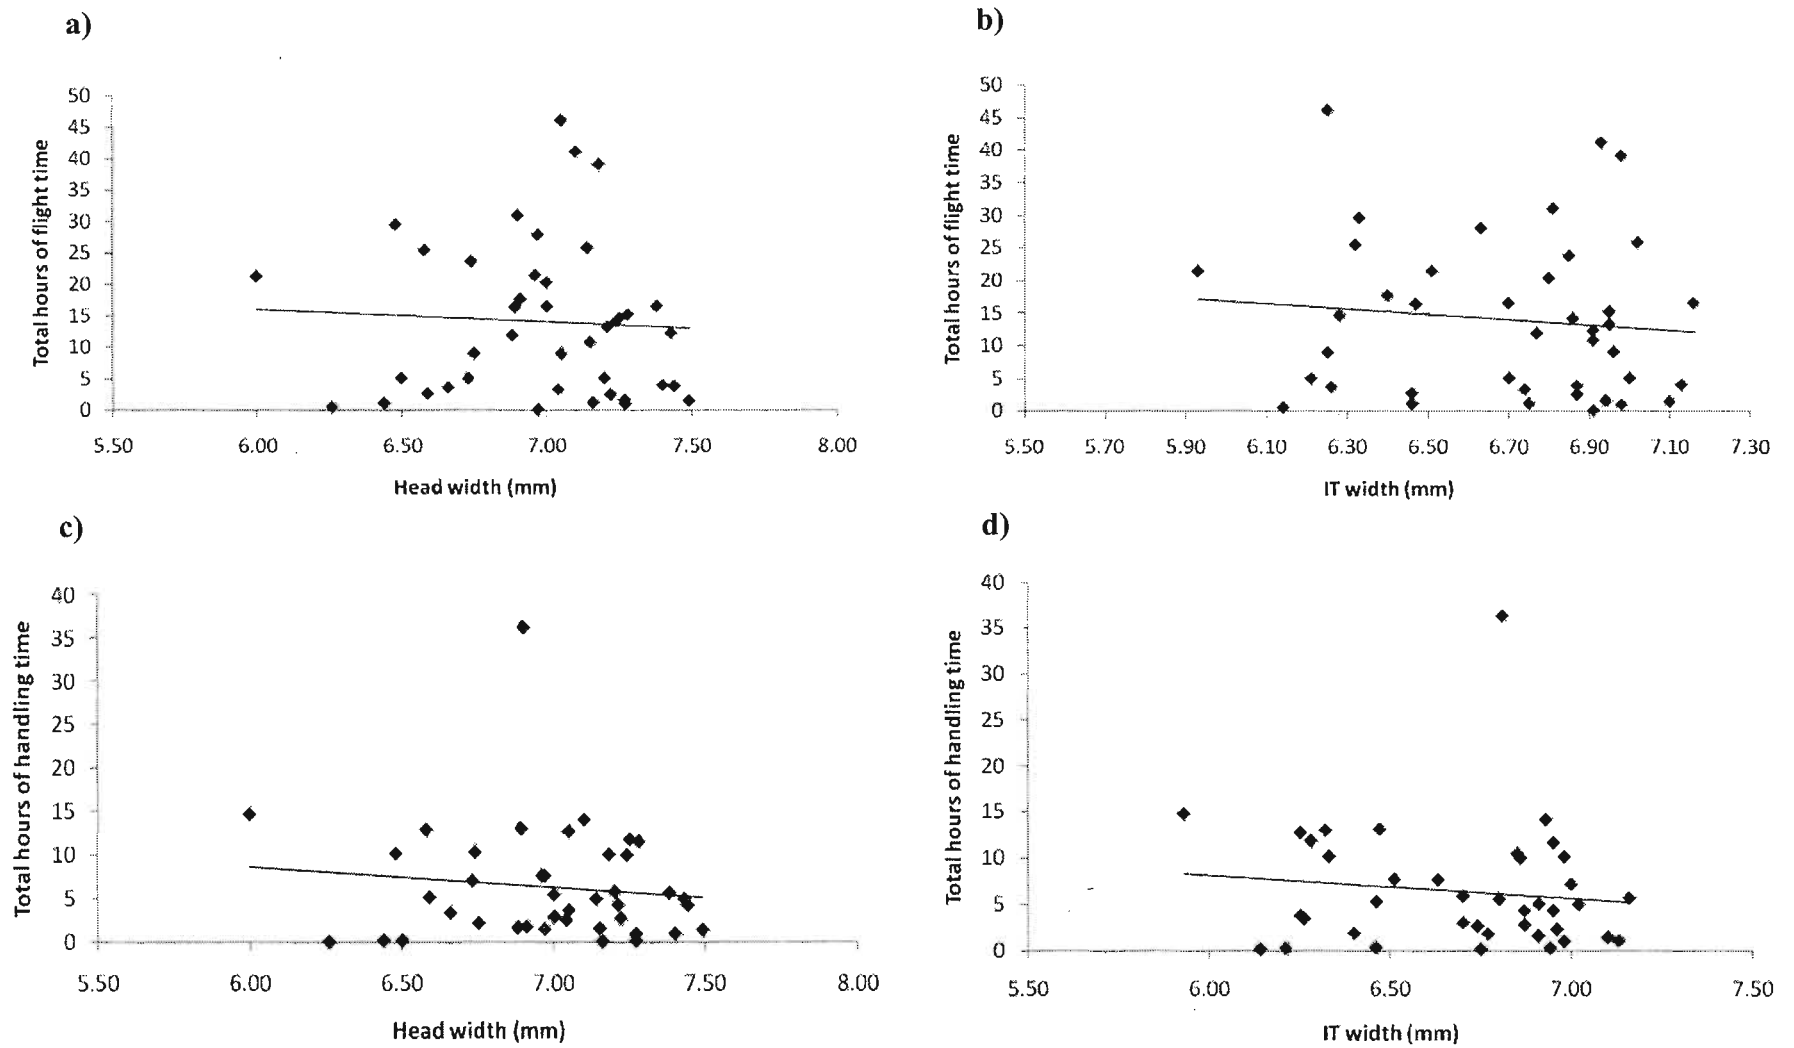 a)
50
45
40
35
30
25
20
15
10
5
0
Total hours of flight time
5.50 6.00 6.50 7.00 7.50 8.00
Head width (mm)
b)
50
45
40
35
30
25
20
15
10
5
0
Total hours of flight time
5.50 5.70 5.90 6.10 6.30 6.50 6.70 6.90 7.10 7.30
IT width (mm)
c)
40
35
30
25
20
15
10
5
0
Total hours of handling time
5.50 6.00 6.50 7.00 7.50 8.00
Head width (mm)
d)
40
35
30
25
20
15
10
5
0
Total hours of handling time
5.50 6.00 6.50 7.00 7.50
IT width (mm)